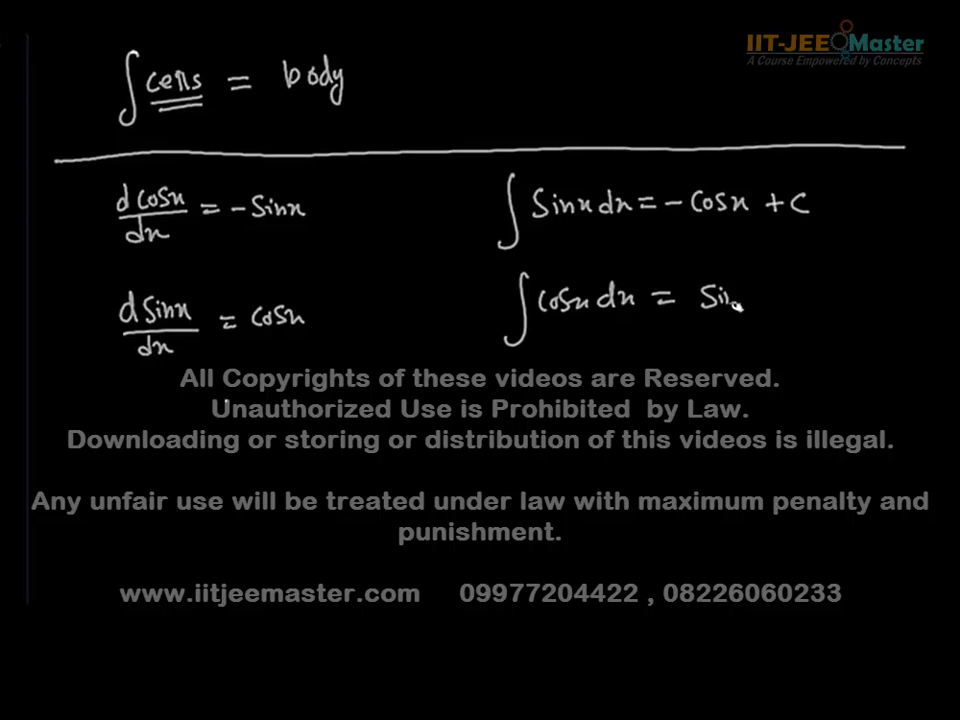 IIT-JEE Master
A Course Empowered by Concepts
∫ cells = body
d cosx/dx = - sinx
∫ sinx dx = - cosx + c
d sinx/dx = cosx
∫ cosx dx = sin
All Copyrights of these videos are Reserved.
Unauthorized Use is Prohibited by Law.
Downloading or storing or distribution of this videos is illegal.
Any unfair use will be treated under law with maximum penalty and
punishment.
www.iitjeemaster.com 09977204422 , 08226060233